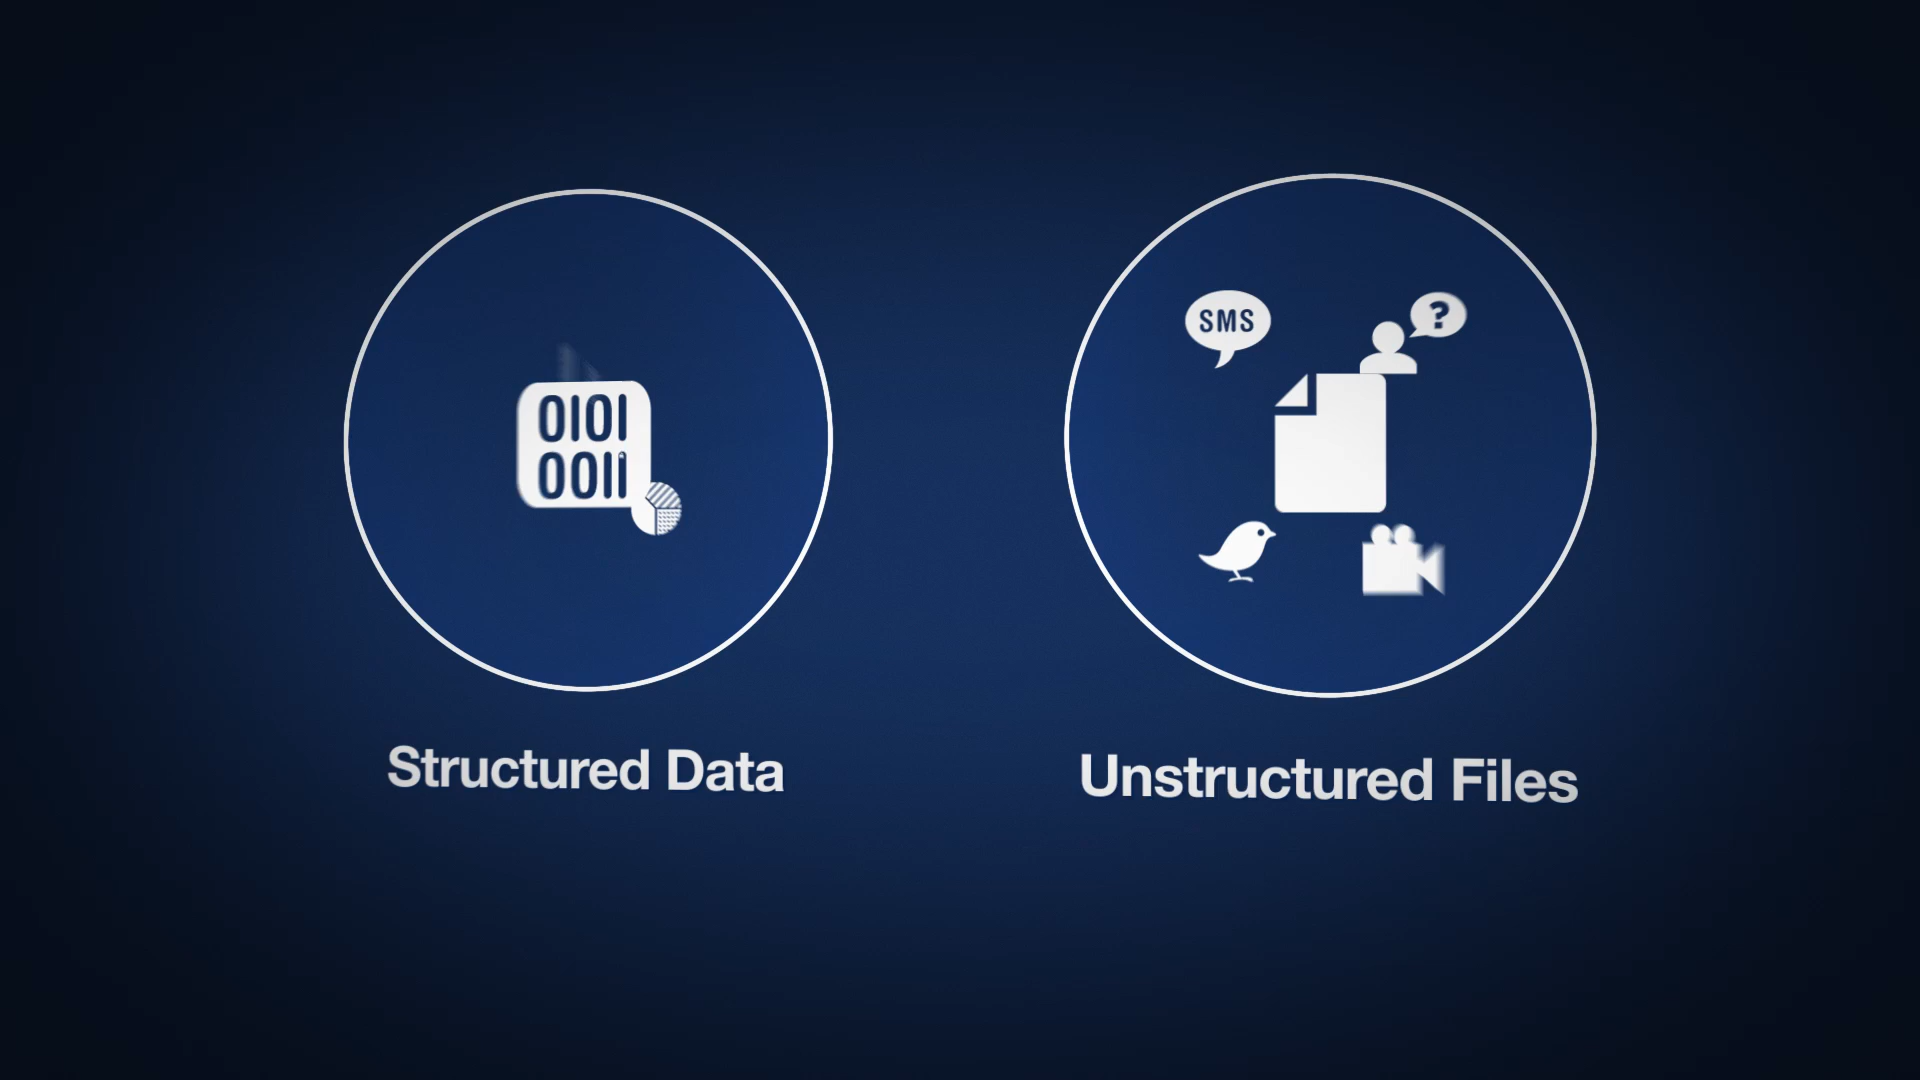 SMS
?
0101
0011
Structured Data
Unstructured Files